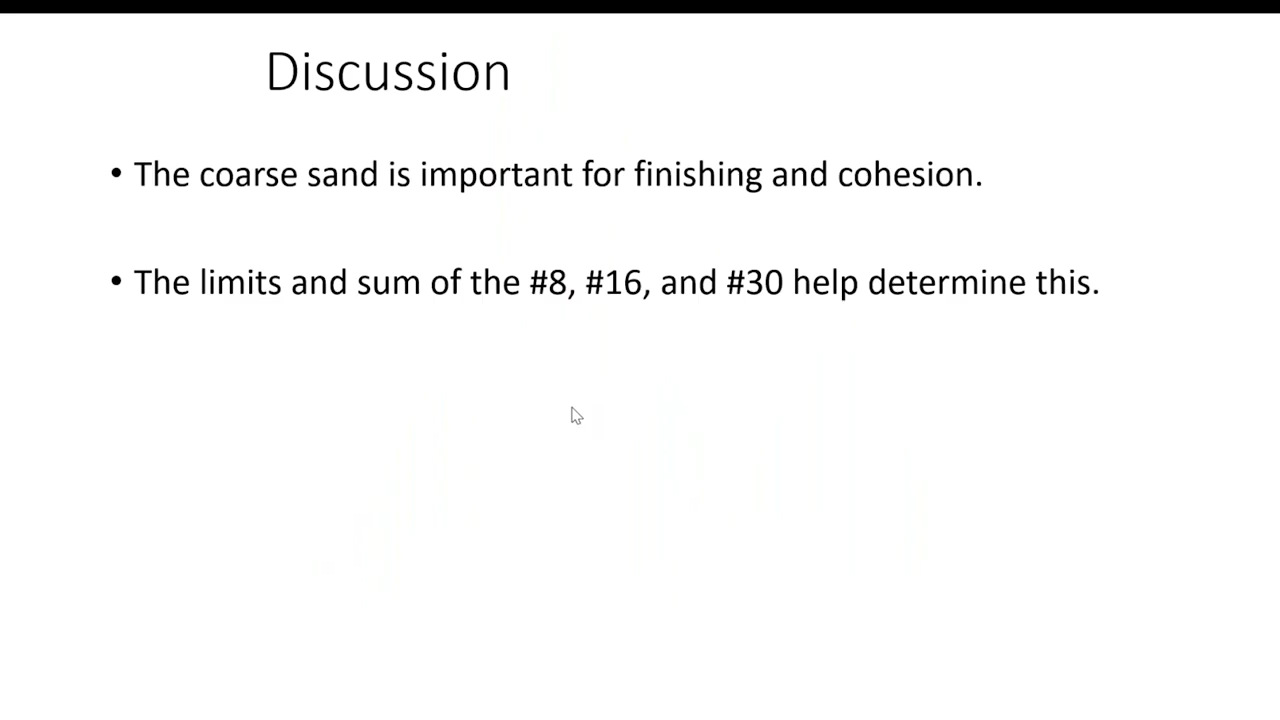 Discussion
• The coarse sand is important for finishing and cohesion.
• The limits and sum of the #8, #16, and #30 help determine this.